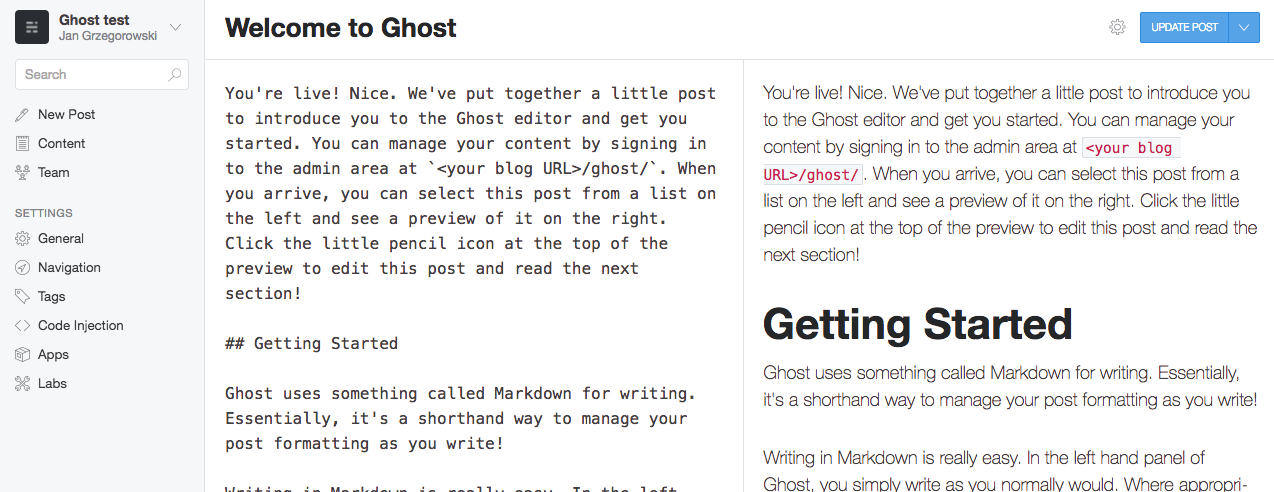 Ghost test
Jan Grzegorowski
Search
New Post
Content
Team
SETTINGS
General
Navigation
Tags
Code Injection
Apps
Labs
Welcome to Ghost
UPDATE POST
You're live! Nice. We've put together a little post
to introduce you to the Ghost editor and get you
started. You can manage your content by signing in
to the admin area at `<your blog URL>/ghost/`. When
you arrive, you can select this post from a list on
the left and see a preview of it on the right.
Click the little pencil icon at the top of the
preview to edit this post and read the next
section!
## Getting Started
Ghost uses something called Markdown for writing.
Essentially, it's a shorthand way to manage your
post formatting as you write!
Writing in Markdown is really easy. In the left
You're live! Nice. We've put together a little post to introduce you
to the Ghost editor and get you started. You can manage your
content by signing in to the admin area at <your blog
URL>/ghost/. When you arrive, you can select this post from a
list on the left and see a preview of it on the right. Click the little
pencil icon at the top of the preview to edit this post and read the
next section!
Getting Started
Ghost uses something called Markdown for writing. Essentially,
it's a shorthand way to manage your post formatting as you write!
Writing in Markdown is really easy. In the left hand panel of
Ghost, you simply write as you normally would. Where appropri-